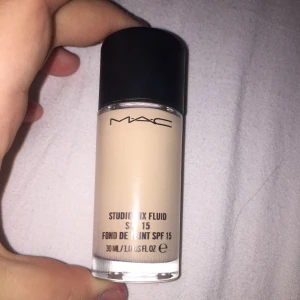 MAC
STUDIO FIX FLUID
SPF 15
FOND DE TEINT SPF 15
30 ML / 1.0 US FL OZ ℮